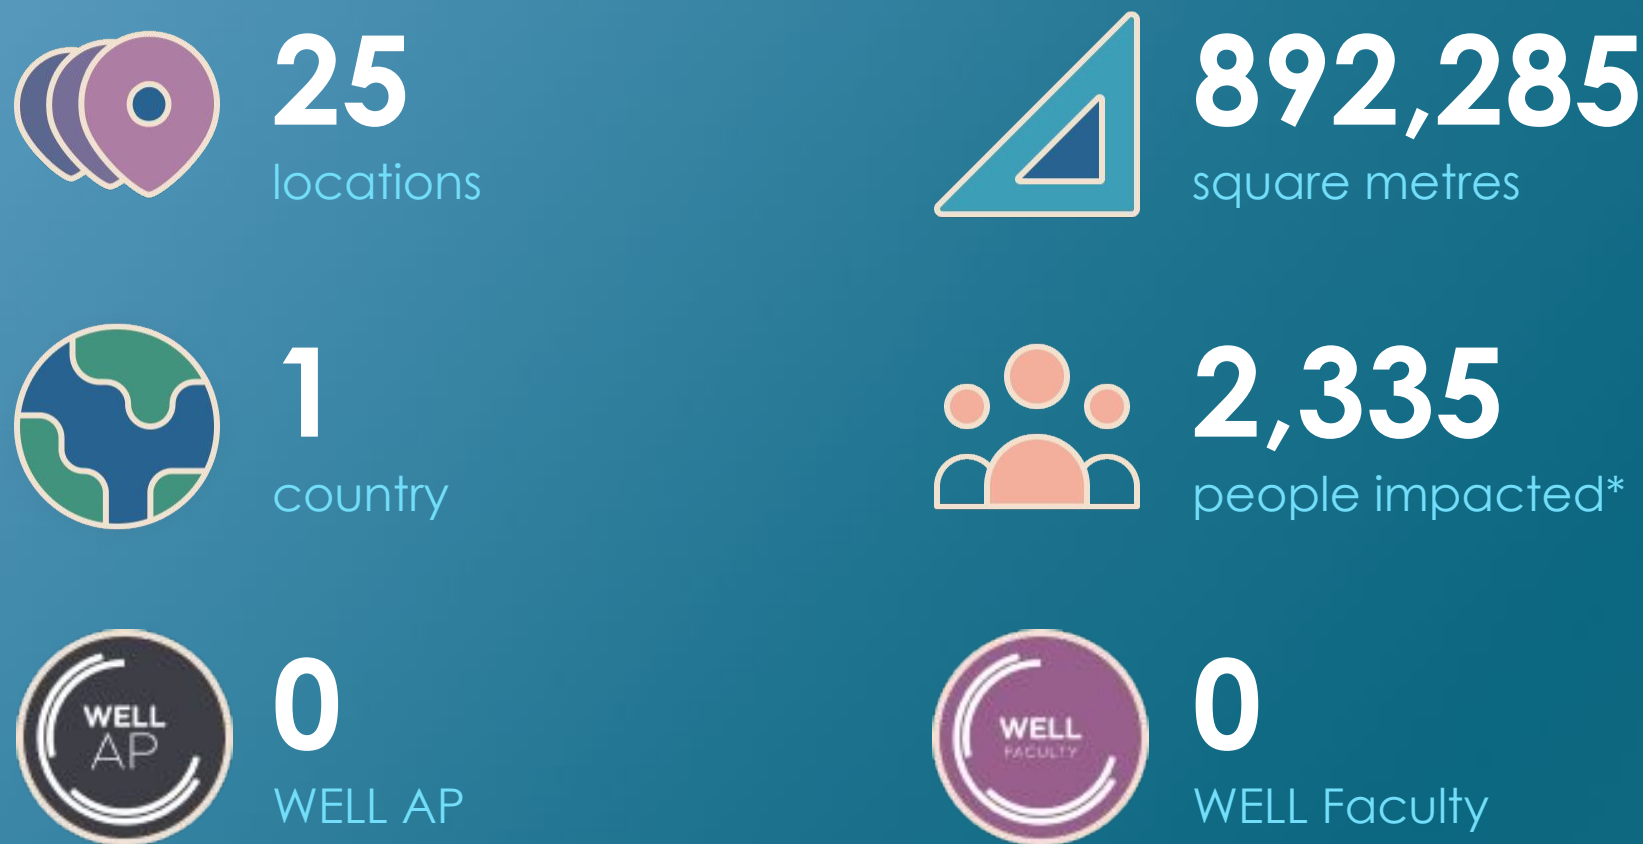 25
locations
892,285
square metres
1
country
2,335
people impacted*
WELL
AP
0
WELL AP
WELL
FACULTY
0
WELL Faculty